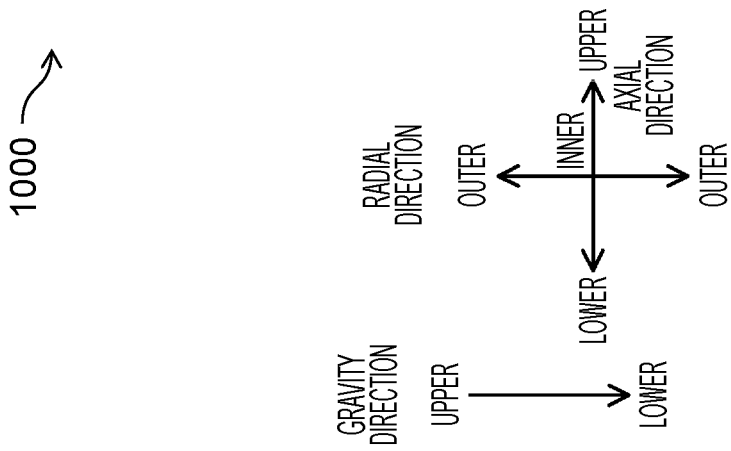 1000
RADIAL
DIRECTION
OUTER
INNER
UPPER
AXIAL
DIRECTION
LOWER
OUTER
GRAVITY
DIRECTION
UPPER
LOWER